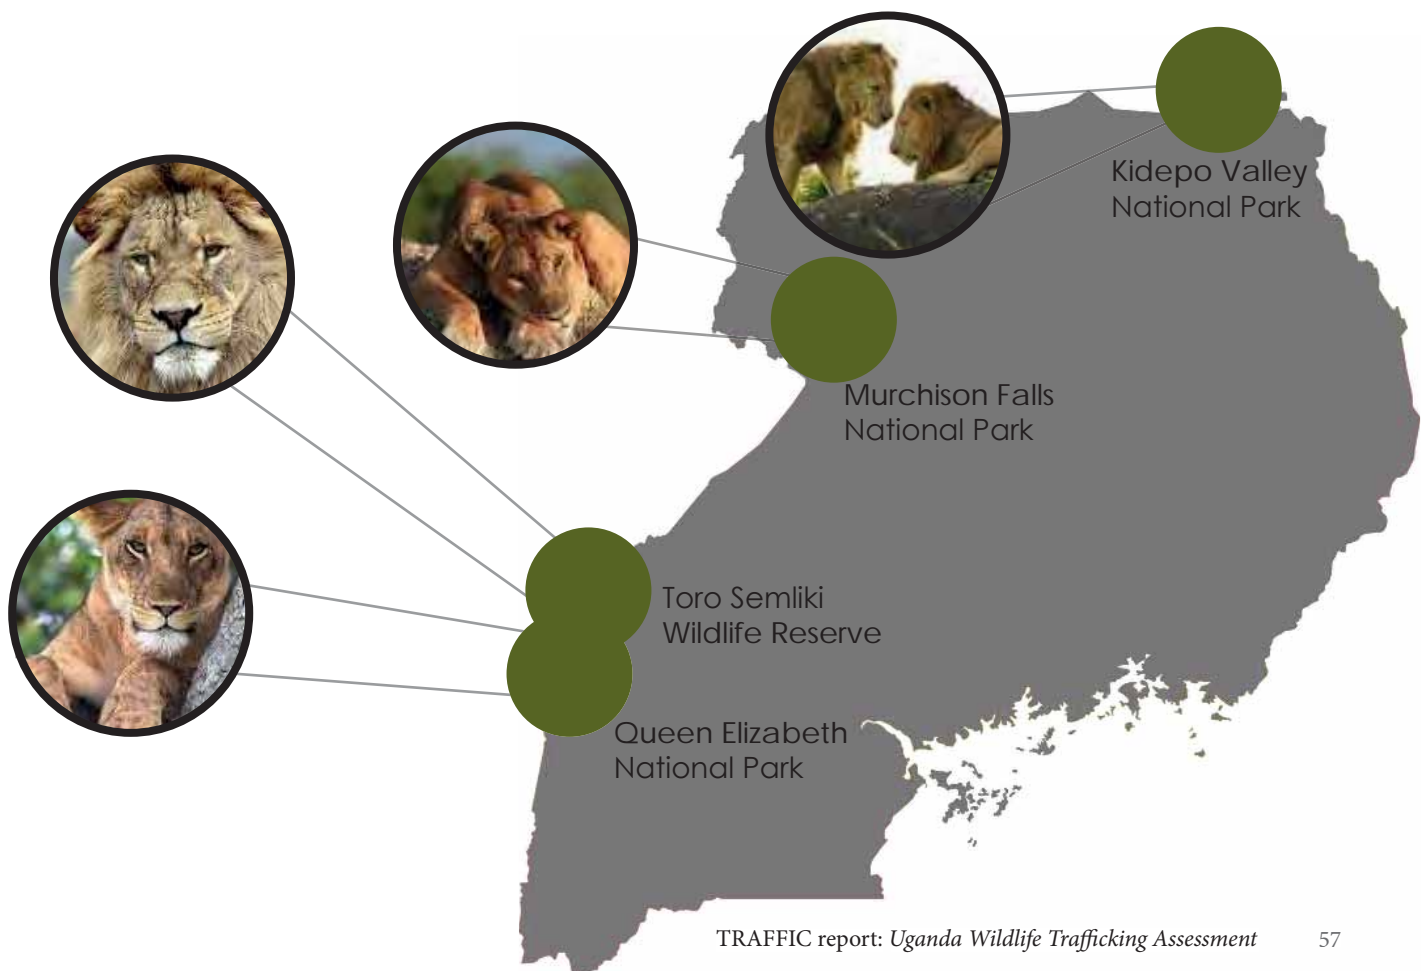 Kidepo Valley
National Park
Murchison Falls
National Park
Toro Semliki
Wildlife Reserve
Queen Elizabeth
National Park
TRAFFIC report: Uganda Wildlife Trafficking Assessment 57